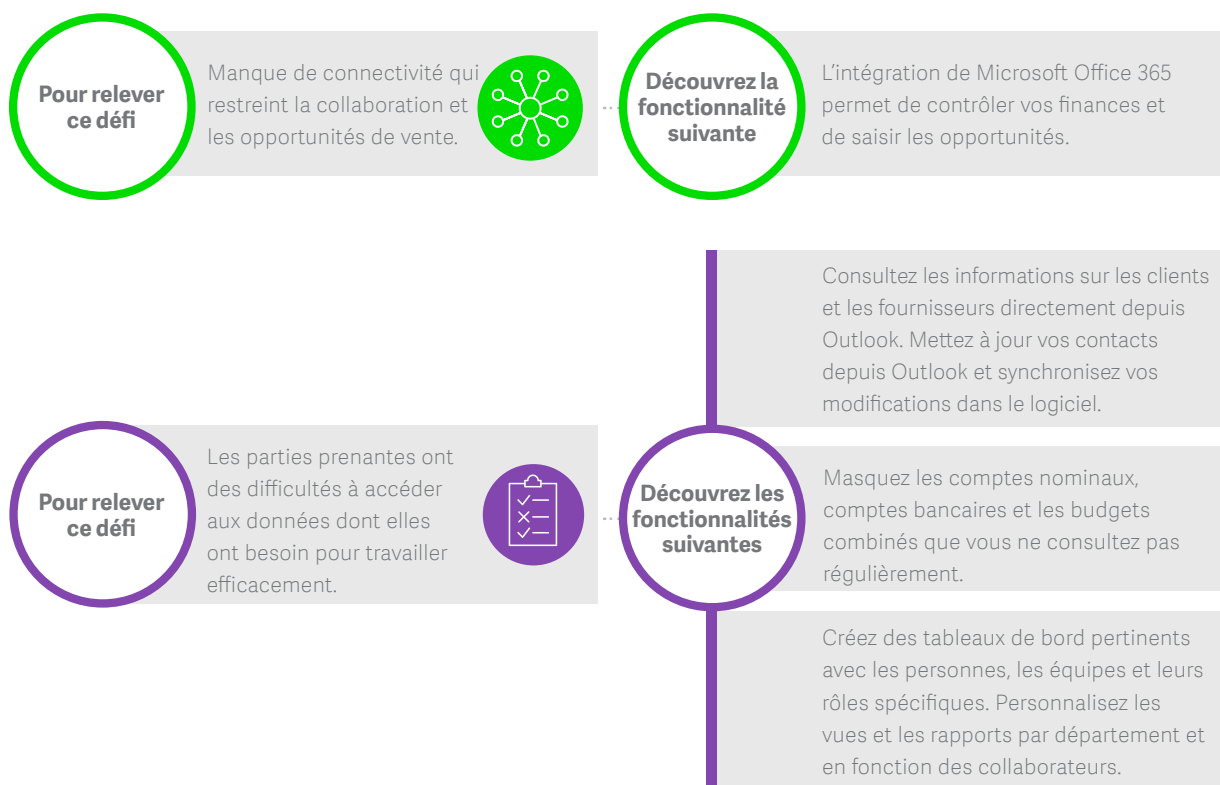 Pour relever
ce défi
Manque de connectivité qui
restreint la collaboration et
les opportunités de vente.
Découvrez la
fonctionnalité
suivante
L'intégration de Microsoft Office 365
permet de contrôler vos finances et
de saisir les opportunités.
Pour relever
ce défi
Les parties prenantes ont
des difficultés à accéder
aux données dont elles
ont besoin pour travailler
efficacement.
Découvrez les
fonctionnalités
suivantes
Consultez les informations sur les clients
et les fournisseurs directement depuis
Outlook. Mettez à jour vos contacts
depuis Outlook et synchronisez vos
modifications dans le logiciel.
Masquez les comptes nominaux,
comptes bancaires et les budgets
combinés que vous ne consultez pas
régulièrement.
Créez des tableaux de bord pertinents
avec les personnes, les équipes et leurs
rôles spécifiques. Personnalisez les
vues et les rapports par département et
en fonction des collaborateurs.